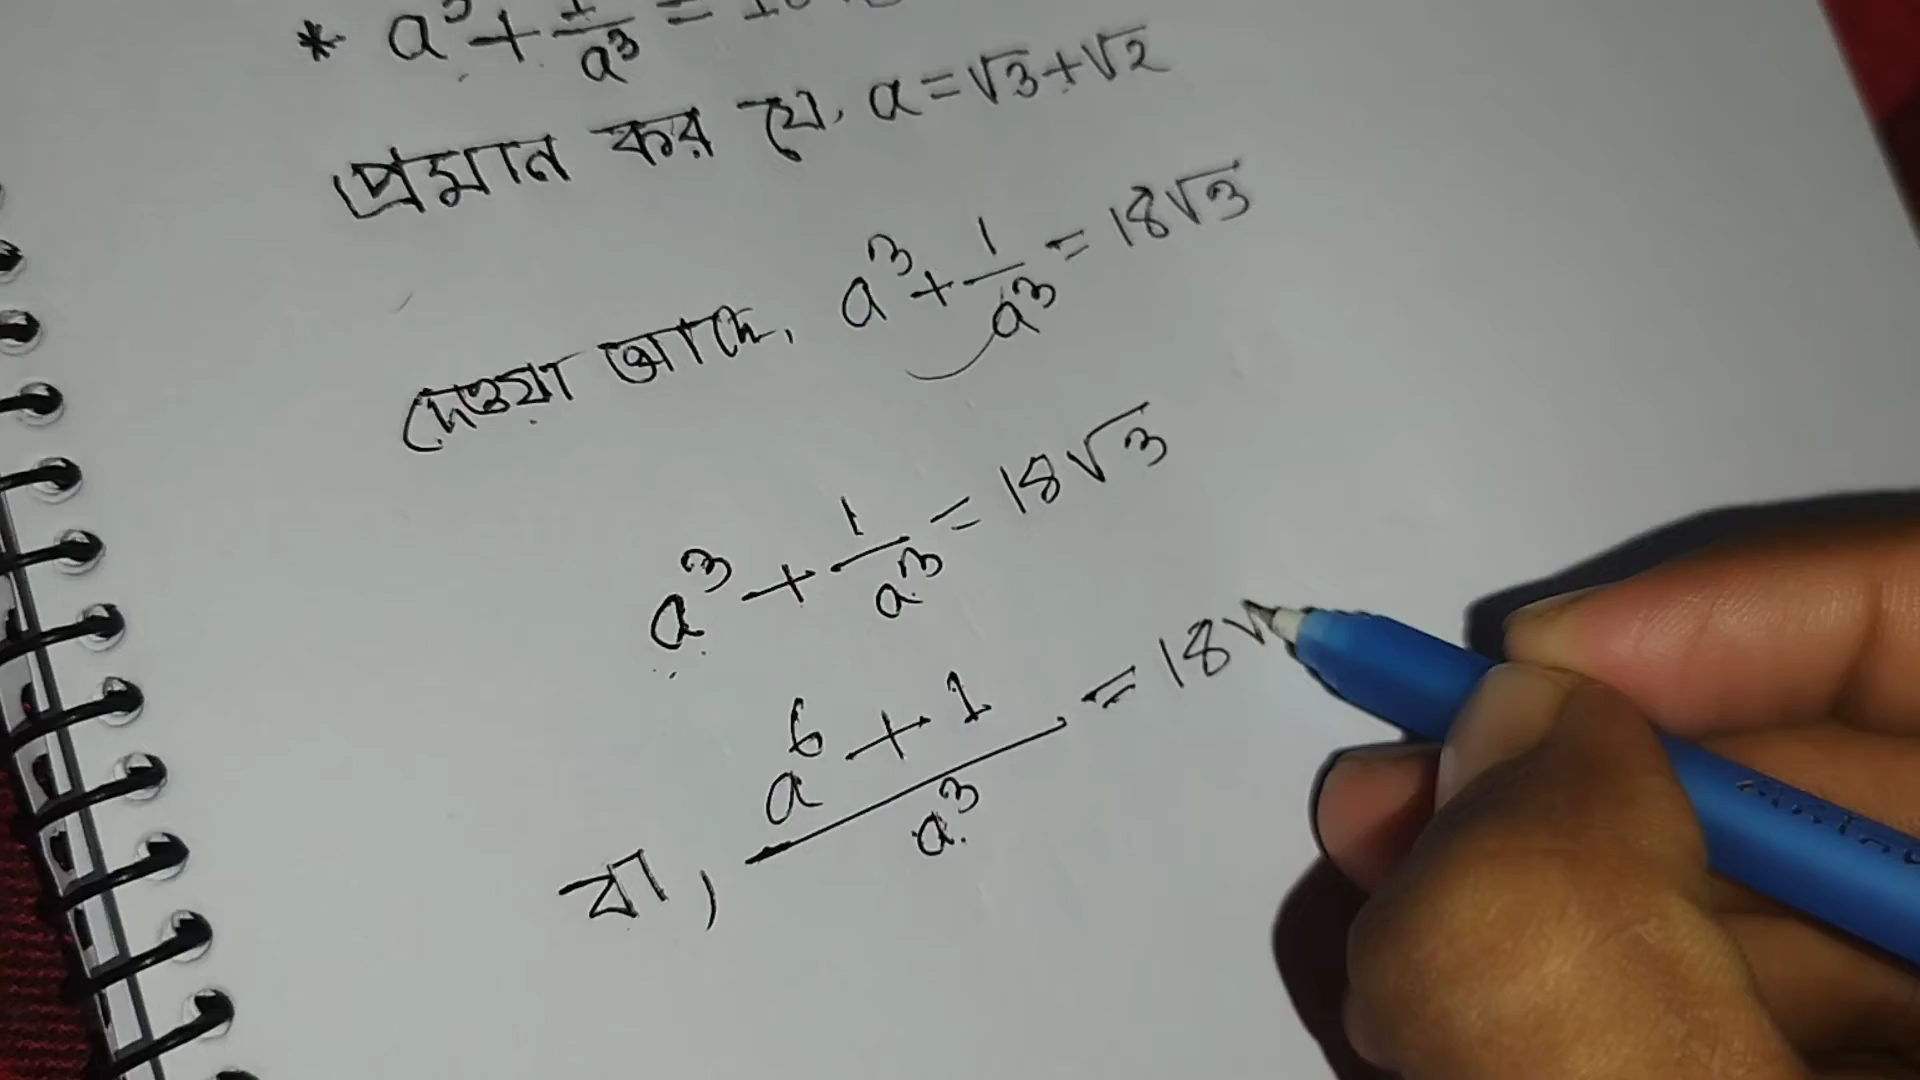 * a³ + 1/a³ = 18
প্রমান কর যে, a = √3 + √2
দেওয়া আছে, a³ + 1/a³ = 18√3
a³ + 1/a³ = 18√3
বা, (a⁶ + 1)/a³ = 18√